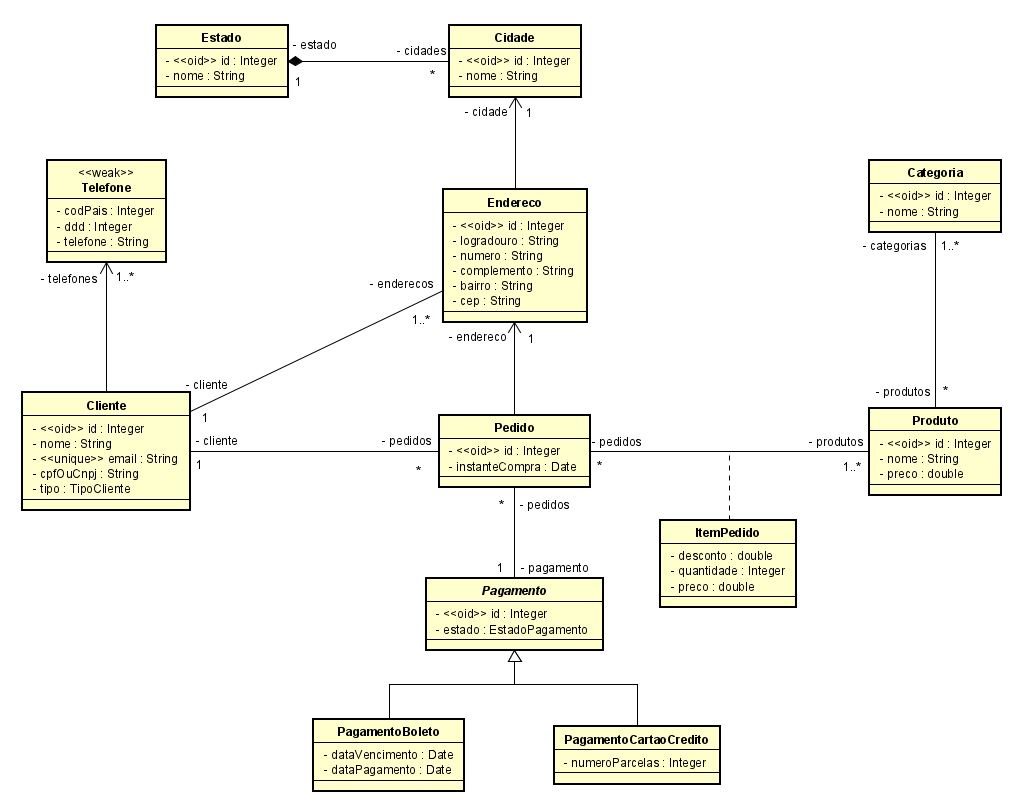 Estado
- <<oid>> id : Integer
- nome : String
- estado
1
- cidades
*
Cidade
- <<oid>> id : Integer
- nome : String
- cidade
1
<<weak>>
Telefone
- codPais : Integer
- ddd : Integer
- telefone : String
- telefones
1..*
Endereco
- <<oid>> id : Integer
- logradouro : String
- numero : String
- complemento : String
- bairro : String
- cep : String
- enderecos
1..*
- endereco
1
Categoria
- <<oid>> id : Integer
- nome : String
- categorias
1..*
- produtos
*
- cliente
1
Cliente
- <<oid>> id : Integer
- nome : String
- <<unique>> email : String
- cpfOuCnpj : String
- tipo : TipoCliente
- cliente
1
- pedidos
*
Pedido
- <<oid>> id : Integer
- instanteCompra : Date
- pedidos
*
- produtos
1..*
Produto
- <<oid>> id : Integer
- nome : String
- preco : double
* - pedidos
1 - pagamento
ItemPedido
- desconto : double
- quantidade : Integer
- preco : double
Pagamento
- <<oid>> id : Integer
- estado : EstadoPagamento
PagamentoBoleto
- dataVencimento : Date
- dataPagamento : Date
PagamentoCartaoCredito
- numeroParcelas : Integer